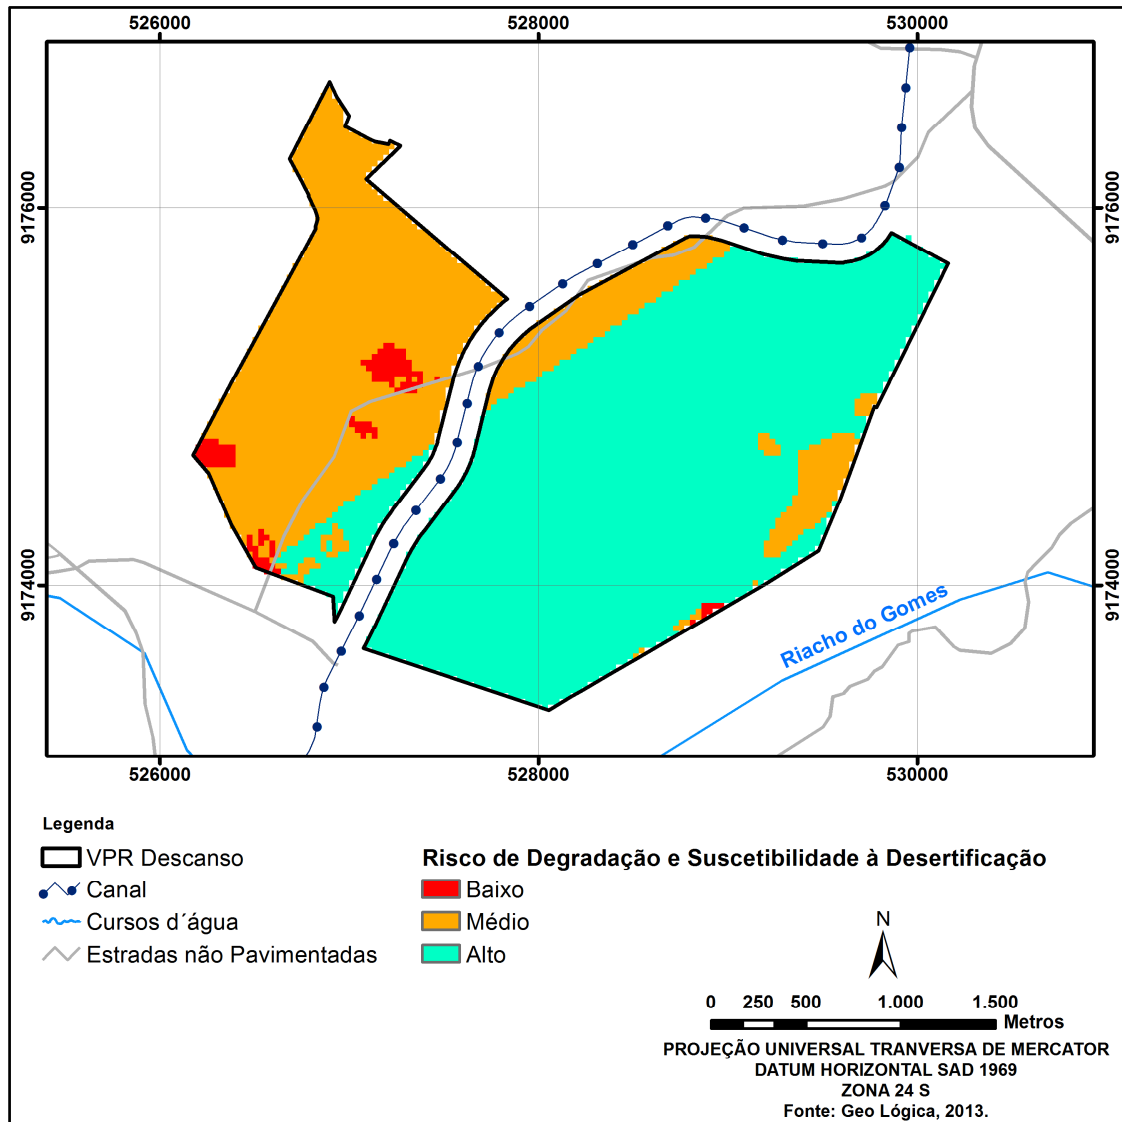 526000
528000
530000
9176000
9176000
9174000
9174000
Riacho do Gomes
526000
528000
530000
Legenda
VPR Descanso
Canal
Cursos d´água
Estradas não Pavimentadas
Risco de Degradação e Suscetibilidade à Desertificação
Baixo
Médio
Alto
N
0 250 500 1.000 1.500
Metros
PROJEÇÃO UNIVERSAL TRANVERSA DE MERCATOR
DATUM HORIZONTAL SAD 1969
ZONA 24 S
Fonte: Geo Lógica, 2013.